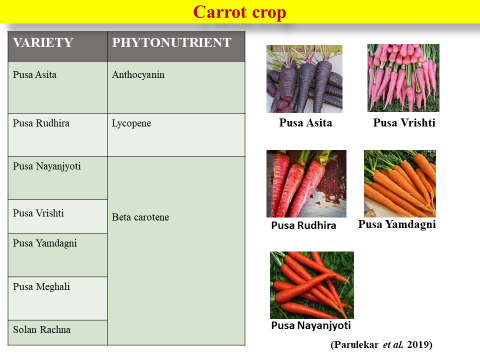 Carrot crop
VARIETY PHYTONUTRIENT
Pusa Asita Anthocyanin
Pusa Rudhira Lycopene
Pusa Nayanjyoti
Pusa Vrishti
Beta carotene
Pusa Yamdagni
Pusa Meghali
Solan Rachna
Pusa Asita Pusa Vrishti
Pusa Rudhira Pusa Yamdagni
Pusa Nayanjyoti
(Parulekar et al. 2019)